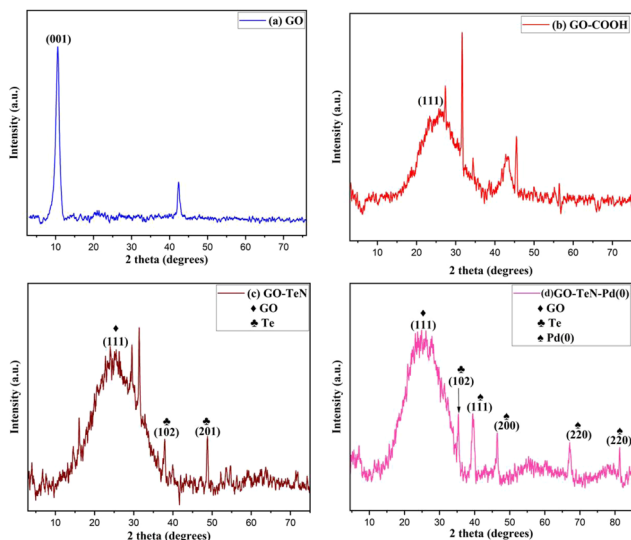 (a) GO
(001)
Intensity (a.u.)
10 20 30 40 50 60 70
2 theta (degrees)
(b) GO-COOH
(111)
Intensity (a.u.)
10 20 30 40 50 60 70
2 theta (degrees)
(c) GO-TeN
♦ GO
♣ Te
♦
(111)
♣ ♣
(102) (201)
Intensity (a.u.)
10 20 30 40 50 60 70
2 theta (degrees)
(d)GO-TeN-Pd(0)
♦ GO
♣ Te
♠ Pd(0)
♦
(111)
♣
(102)
♠
(111)
♠
(200)
♠
(220)
♠
(220)
Intensity (a.u.)
10 20 30 40 50 60 70 80
2 theta (degrees)